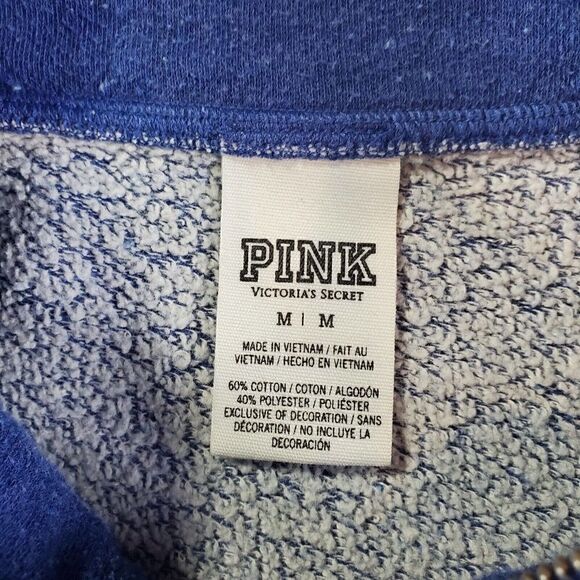 PINK
VICTORIA'S SECRET
M | M
MADE IN VIETNAM / FAIT AU
VIETNAM / HECHO EN VIETNAM
60% COTTON / COTON / ALGODÓN
40% POLYESTER / POLIÉSTER
EXCLUSIVE OF DECORATION / SANS
DÉCORATION / NO INCLUYE LA
DECORACIÓN